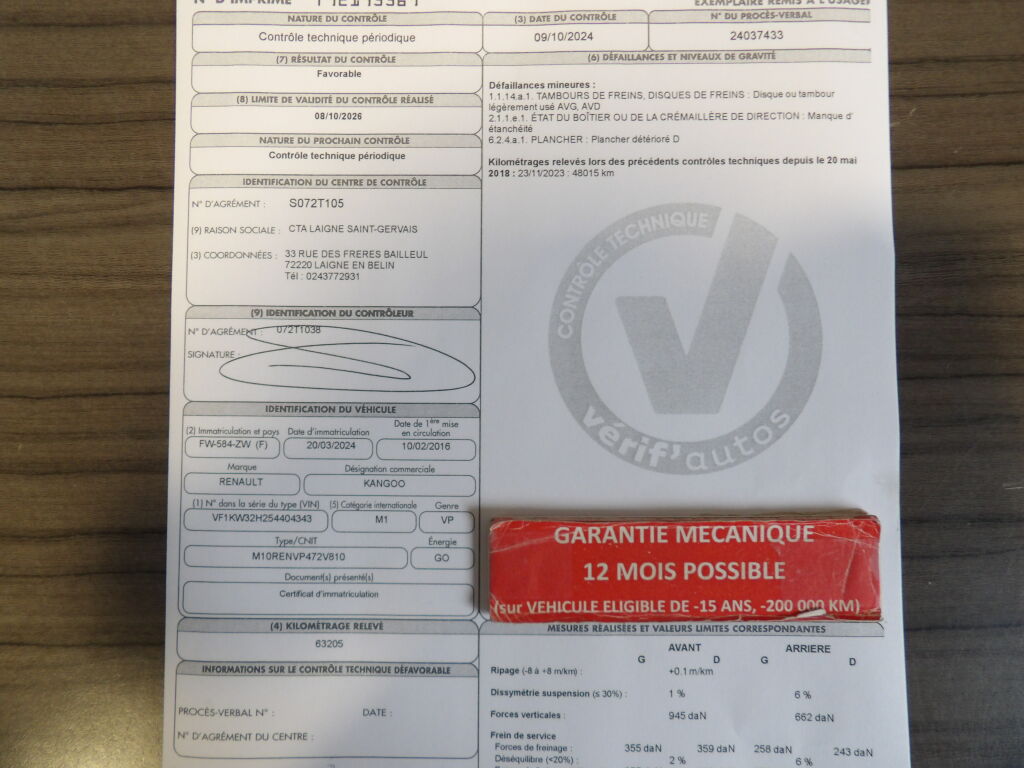 NATURE DU CONTRÔLE
Contrôle technique périodique
(3) DATE DU CONTRÔLE
09/10/2024
N° DU PROCÈS-VERBAL
24037433
(7) RÉSULTAT DU CONTRÔLE
Favorable
(8) LIMITE DE VALIDITÉ DU CONTRÔLE RÉALISÉ
08/10/2026
NATURE DU PROCHAIN CONTRÔLE
Contrôle technique périodique
IDENTIFICATION DU CENTRE DE CONTRÔLE
N° D'AGRÉMENT : S072T105
(9) RAISON SOCIALE : CTA LAIGNE SAINT-GERVAIS
(3) COORDONNÉES : 33 RUE DES FRERES BAILLEUL
72220 LAIGNE EN BELIN
Tél : 0243772931
(9) IDENTIFICATION DU CONTRÔLEUR
N° D'AGRÉMENT : 072T1038
SIGNATURE :
IDENTIFICATION DU VÉHICULE
(2) Immatriculation et pays
FW-584-ZW (F)
Date d'immatriculation
20/03/2024
Date de 1ère mise
en circulation
10/02/2016
Marque
RENAULT
Désignation commerciale
KANGOO
(1) N° dans la série du type (VIN)
VF1KW32H254404343
(5) Catégorie internationale
M1
Genre
VP
Type/CNIT
M10RENVP472V810
Énergie
GO
Document(s) présenté(s)
Certificat d'immatriculation
(4) KILOMÉTRAGE RELEVÉ
63205
INFORMATIONS SUR LE CONTRÔLE TECHNIQUE DÉFAVORABLE
PROCÈS-VERBAL N° : DATE :
N° D'AGRÉMENT DU CENTRE :
(6) DÉFAILLANCES ET NIVEAUX DE GRAVITÉ
Défaillances mineures :
1.1.14.a.1. TAMBOURS DE FREINS, DISQUES DE FREINS : Disque ou tambour
légèrement usé AVG, AVD
2.1.1.e.1. ÉTAT DU BOÎTIER OU DE LA CRÉMAILLÈRE DE DIRECTION : Manque d'
étanchéité
6.2.4.a.1. PLANCHER : Plancher détérioré D
Kilométrages relevés lors des précédents contrôles techniques depuis le 20 mai
2018 : 23/11/2023 : 48015 km
CONTRÔLE TECHNIQUE
vérif'autos
GARANTIE MECANIQUE
12 MOIS POSSIBLE
(sur VEHICULE ELIGIBLE DE -15 ANS, -200 000 KM)
MESURES RÉALISÉES ET VALEURS LIMITES CORRESPONDANTES
AVANT ARRIERE
G D G D
Ripage (-8 à +8 m/km) : +0.1 m/km
Dissymétrie suspension (≤ 30%) : 1 % 6 %
Forces verticales : 945 daN 662 daN
Frein de service
Forces de freinage : 355 daN 359 daN 258 daN 243 daN
Déséquilibre (<20%) : 2 % 6 %